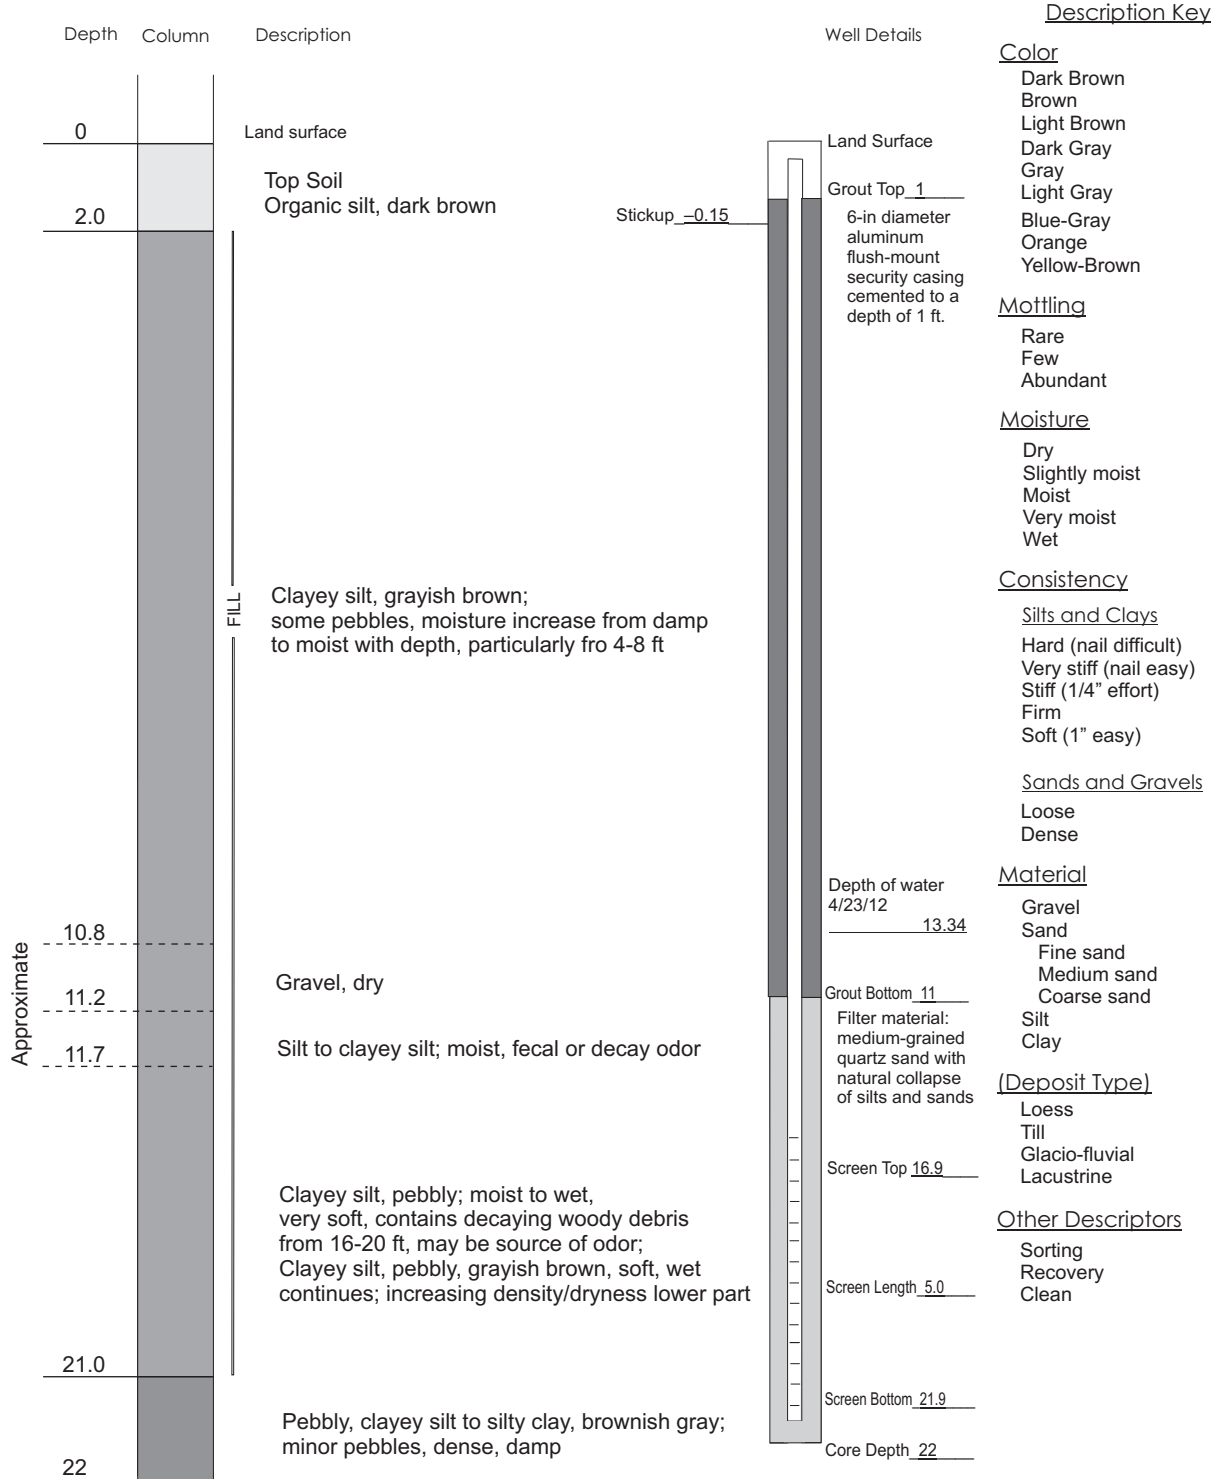 Depth
Column
Description
0
Land surface
Top Soil
Organic silt, dark brown
2.0
FILL
Clayey silt, grayish brown;
some pebbles, moisture increase from damp
to moist with depth, particularly fro 4-8 ft
Approximate
10.8
Gravel, dry
11.2
Silt to clayey silt; moist, fecal or decay odor
11.7
Clayey silt, pebbly; moist to wet,
very soft, contains decaying woody debris
from 16-20 ft, may be source of odor;
Clayey silt, pebbly, grayish brown, soft, wet
continues; increasing density/dryness lower part
21.0
Pebbly, clayey silt to silty clay, brownish gray;
minor pebbles, dense, damp
22
Well Details
Land Surface
Grout Top 1
Stickup –0.15
6-in diameter
aluminum
flush-mount
security casing
cemented to a
depth of 1 ft.
Depth of water
4/23/12
13.34
Grout Bottom 11
Filter material:
medium-grained
quartz sand with
natural collapse
of silts and sands
Screen Top 16.9
Screen Length 5.0
Screen Bottom 21.9
Core Depth 22
Description Key
Color
Dark Brown
Brown
Light Brown
Dark Gray
Gray
Light Gray
Blue-Gray
Orange
Yellow-Brown
Mottling
Rare
Few
Abundant
Moisture
Dry
Slightly moist
Moist
Very moist
Wet
Consistency
Silts and Clays
Hard (nail difficult)
Very stiff (nail easy)
Stiff (1/4” effort)
Firm
Soft (1” easy)
Sands and Gravels
Loose
Dense
Material
Gravel
Sand
Fine sand
Medium sand
Coarse sand
Silt
Clay
(Deposit Type)
Loess
Till
Glacio-fluvial
Lacustrine
Other Descriptors
Sorting
Recovery
Clean